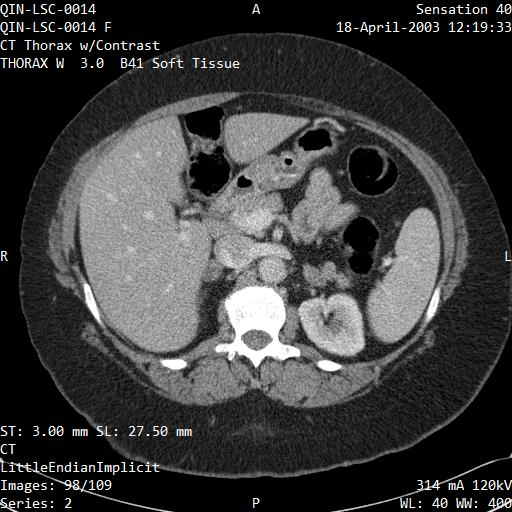 QIN-LSC-0014
A
Sensation 40
QIN-LSC-0014 F
18-April-2003 12:19:33
CT Thorax w/Contrast
THORAX W  3.0  B41 Soft Tissue
R
L
ST: 3.00 mm SL: 27.50 mm
CT
LittleEndianImplicit
Images: 98/109
314 mA 120kV
Series: 2
P
WL: 40 WW: 400